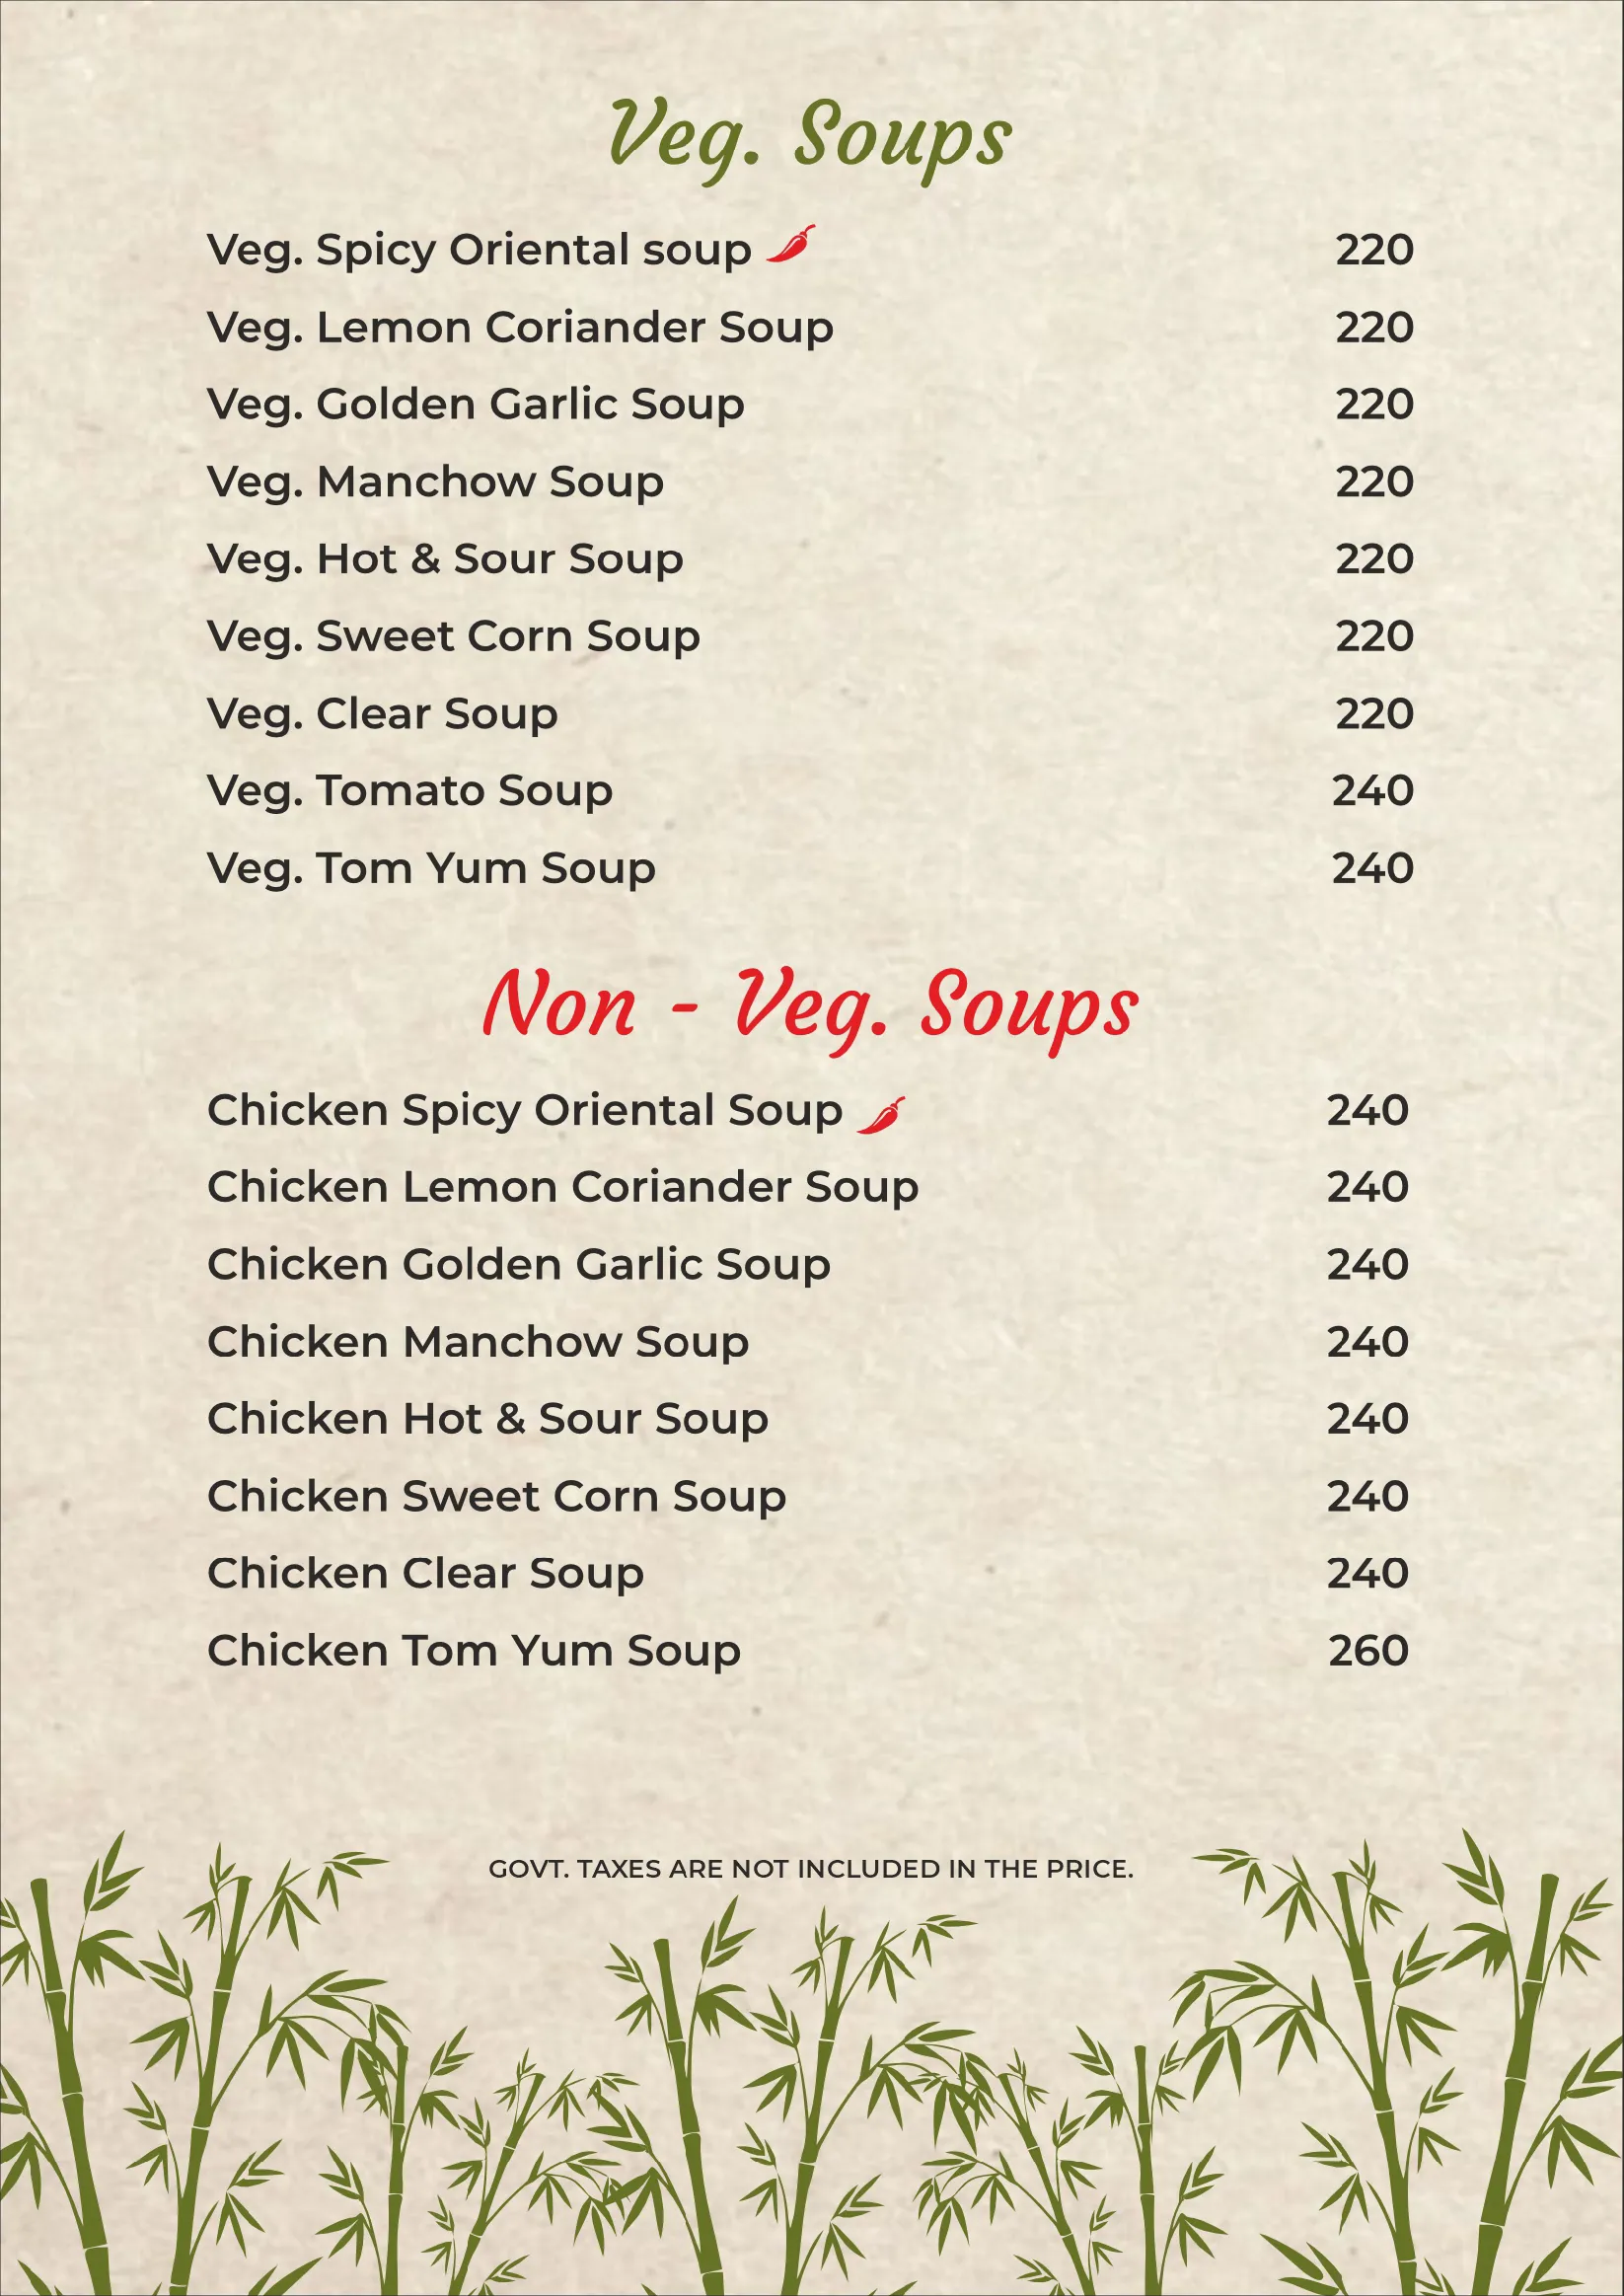 Veg. Soups
Veg. Spicy Oriental soup 220
Veg. Lemon Coriander Soup 220
Veg. Golden Garlic Soup 220
Veg. Manchow Soup 220
Veg. Hot & Sour Soup 220
Veg. Sweet Corn Soup 220
Veg. Clear Soup 220
Veg. Tomato Soup 240
Veg. Tom Yum Soup 240
Non - Veg. Soups
Chicken Spicy Oriental Soup 240
Chicken Lemon Coriander Soup 240
Chicken Golden Garlic Soup 240
Chicken Manchow Soup 240
Chicken Hot & Sour Soup 240
Chicken Sweet Corn Soup 240
Chicken Clear Soup 240
Chicken Tom Yum Soup 260
GOVT. TAXES ARE NOT INCLUDED IN THE PRICE.